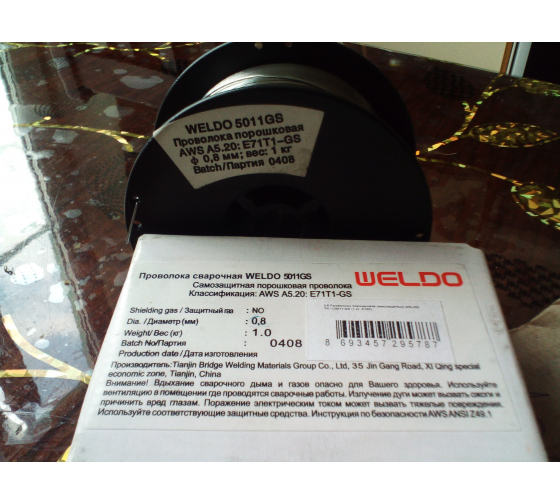 WELDO 5011GS
Проволока порошковая
AWS A5.20: E71T1-GS
ф 0,8 мм; вес: 1 кг
Batch/Партия 0408
Проволока сварочная WELDO 5011GS
WELDO
Самозащитная порошковая проволока
Классификация: AWS A5.20: E71T1-GS
Shielding gas / Защитный газ : NO
Dia. /Диаметр (мм) : 0,8
Weight/ Вес (кг) : 1.0
Batch No/Партия : 0408
8 693457 295787
Production date / Дата изготовления
Производитель:Tianjin Bridge Welding Materials Group Co., Ltd, 35 Jin Gang Road, Xi Qing special
economic zone, Tianjin, China
Внимание! Вдыхание сварочного дыма и газов опасно для Вашего здоровья. Используйте
вентиляцию в помещении где проводятся сварочные работы. Излучение дуги может вызвать ожоги и
причинить вред глазам. Поражение электрическим током может вызвать тяжелые повреждения.
Используйте соответствующие защитные средства. Инструкция по безопасности AWS ANSI Z49.1